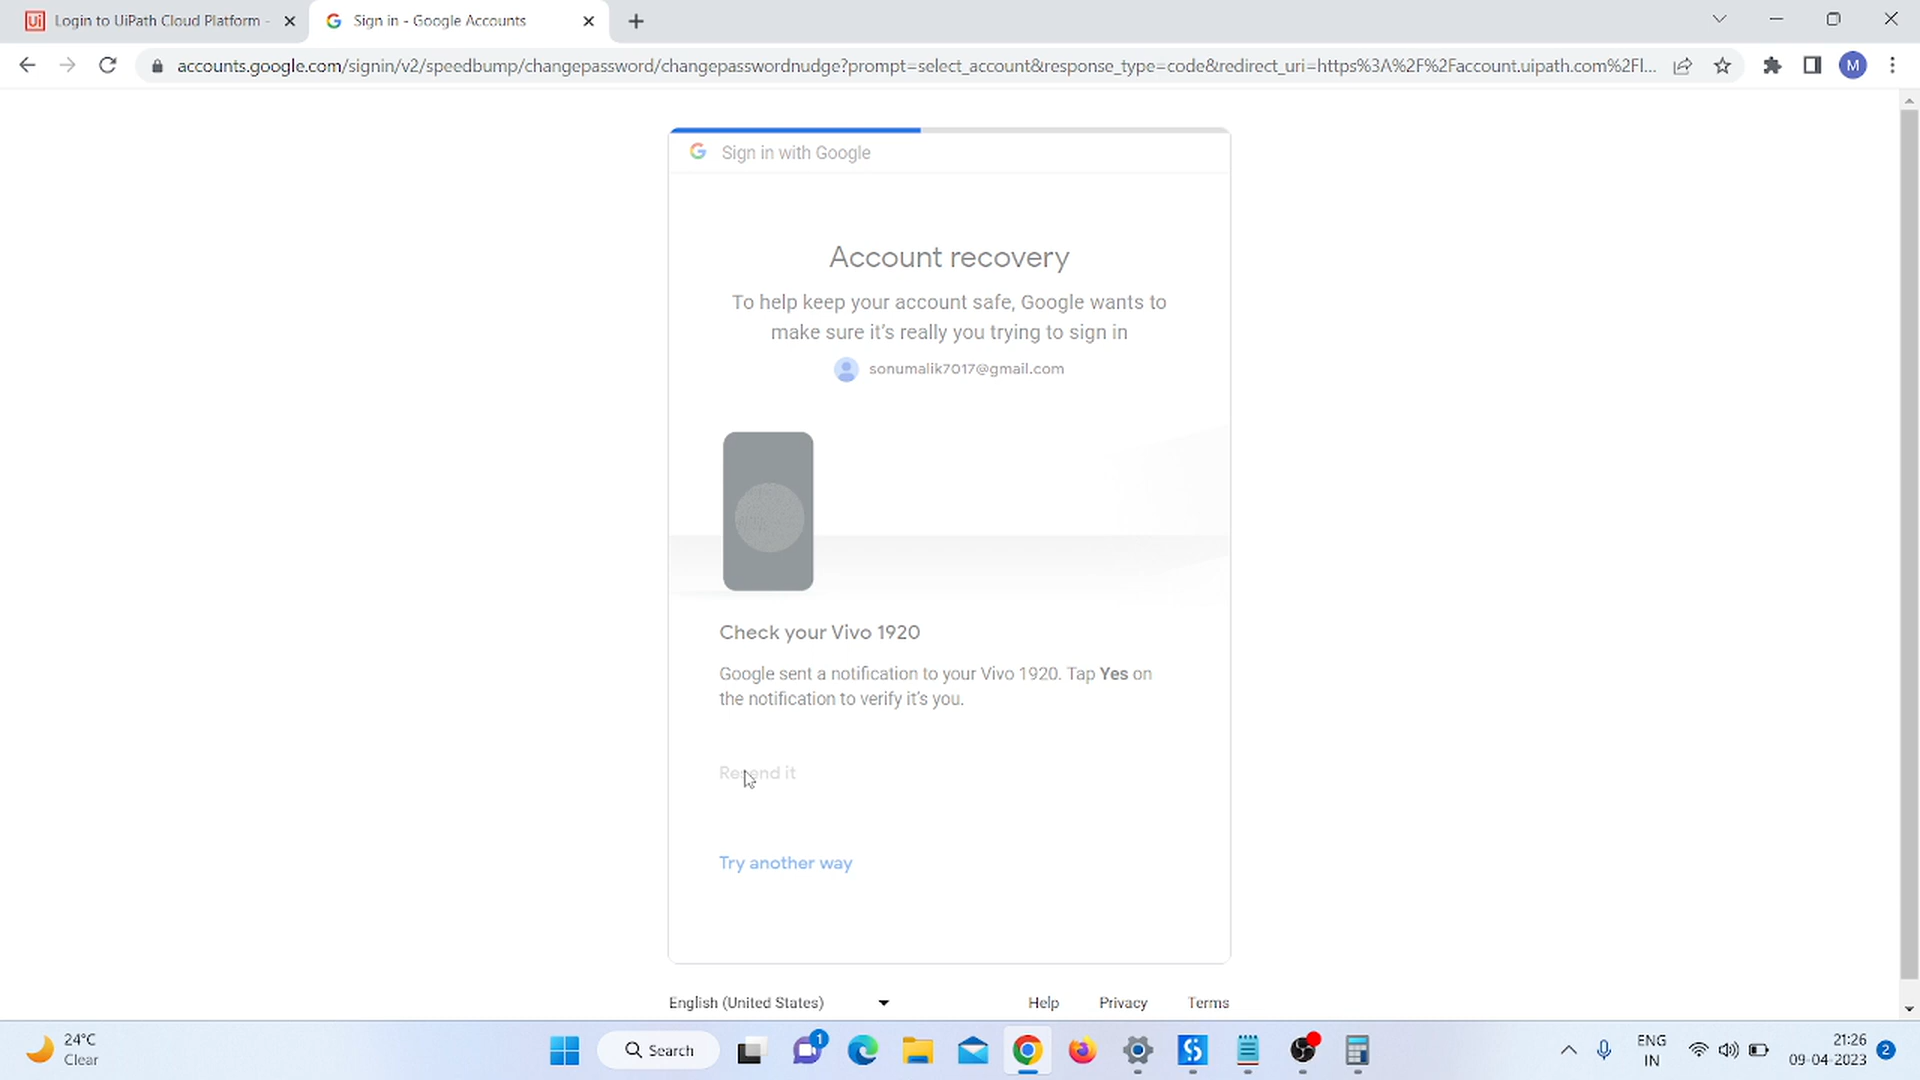 Login to UiPath Cloud Platform -
Sign in - Google Accounts
accounts.google.com/signin/v2/speedbump/changepassword/changepasswordnudge?prompt=select_account&response_type=code&redirect_uri=https%3A%2F%2Faccount.uipath.com%2Fl...
M
Sign in with Google
Account recovery
To help keep your account safe, Google wants to
make sure it's really you trying to sign in
sonumalik7017@gmail.com
Check your Vivo 1920
Google sent a notification to your Vivo 1920. Tap Yes on
the notification to verify it's you.
Resend it
Try another way
English (United States)
Help
Privacy
Terms
24°C
Clear
Search
1
ENG
IN
21:26
09-04-2023
2